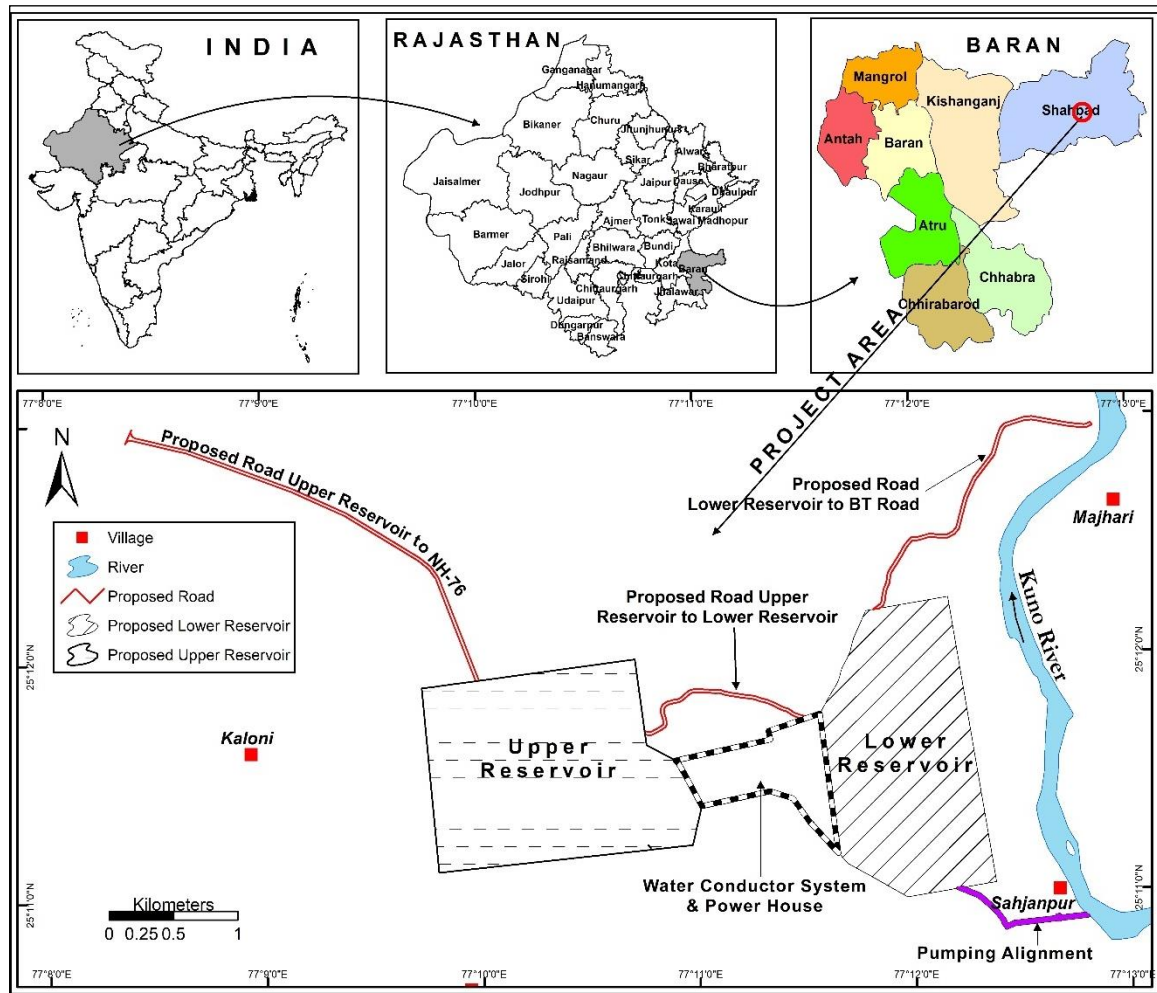 INDIA
RAJASTHAN
Ganganagar
Hanumangarh
Bikaner
Churu
Jhunjhunu
Sikar
Alwar
Bharatpur
Jaisalmer
Jodhpur
Nagaur
Jaipur
Dausa
Dhaulpur
Karauli
Ajmer
Tonk
Sawai Madhopur
Barmer
Pali
Bhilwara
Bundi
Rajsamand
Kota
Baran
Jalor
Sirohi
Chittaurgarh
Chittaurgarh
Jhalawar
Udaipur
Dungarpur
Banswara
BARAN
Mangrol
Kishanganj
Shahbad
Antah
Baran
Atru
Chhabra
Chhirabarod
PROJECT AREA
77°8'0"E
77°9'0"E
77°10'0"E
77°11'0"E
77°12'0"E
77°13'0"E
N
Proposed Road Upper Reservoir to NH-76
Proposed Road
Lower Reservoir to BT Road
Majhari
Village
River
Proposed Road
Proposed Lower Reservoir
Proposed Upper Reservoir
Proposed Road Upper
Reservoir to Lower Reservoir
Kuno River
25°12'0"N
25°12'0"N
Kaloni
Upper
Reservoir
Lower
Reservoir
Water Conductor System
& Power House
Sahjanpur
Pumping Alignment
25°11'0"N
25°11'0"N
Kilometers
0 0.25 0.5 1
77°8'0"E
77°9'0"E
77°10'0"E
77°11'0"E
77°12'0"E
77°13'0"E